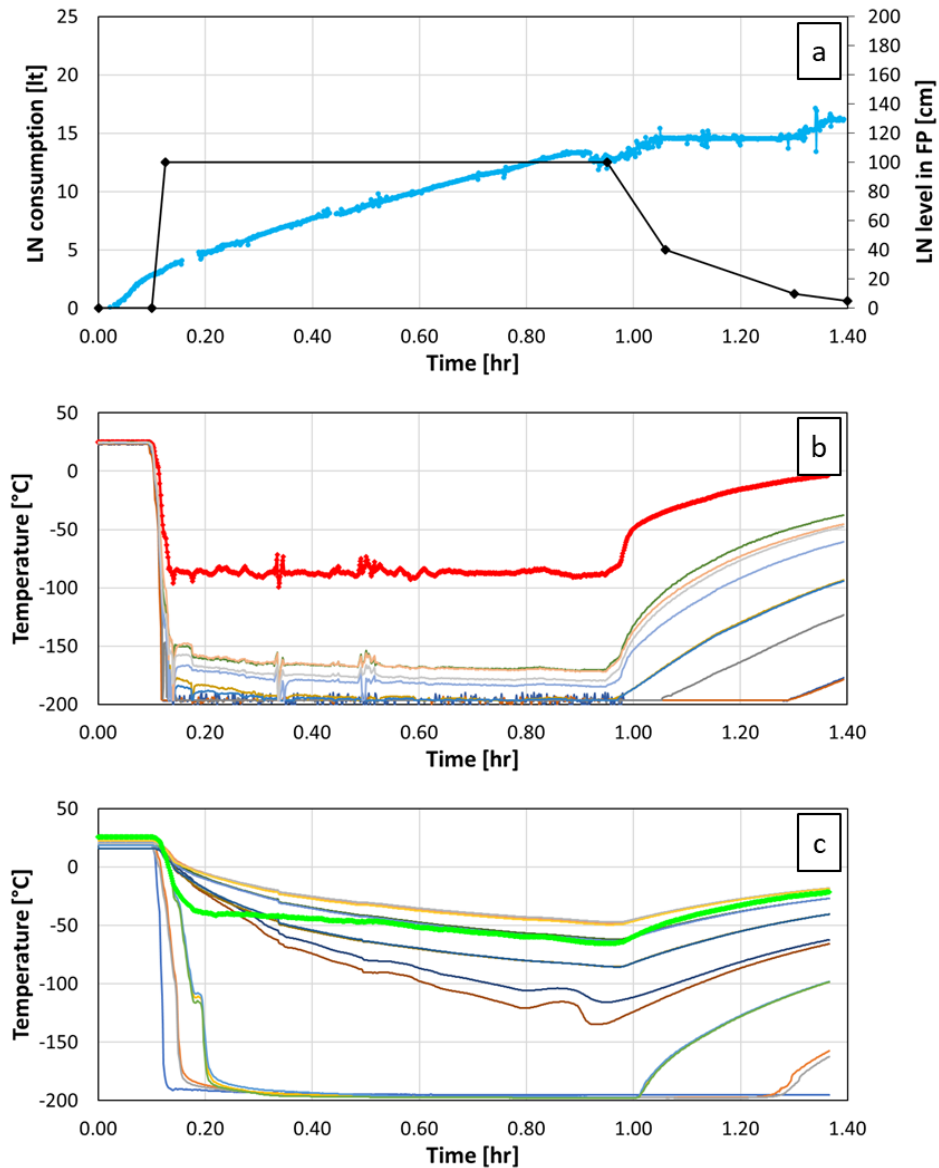 a
25 20 15 10 5 0
LN consumption [lt]
200 180 160 140 120 100 80 60 40 20 0
LN level in FP [cm]
0.00 0.20 0.40 0.60 0.80 1.00 1.20 1.40
Time [hr]
b
50 0 -50 -100 -150 -200
Temperature [°C]
0.00 0.20 0.40 0.60 0.80 1.00 1.20 1.40
Time [hr]
c
50 0 -50 -100 -150 -200
Temperature [°C]
0.00 0.20 0.40 0.60 0.80 1.00 1.20 1.40
Time [hr]